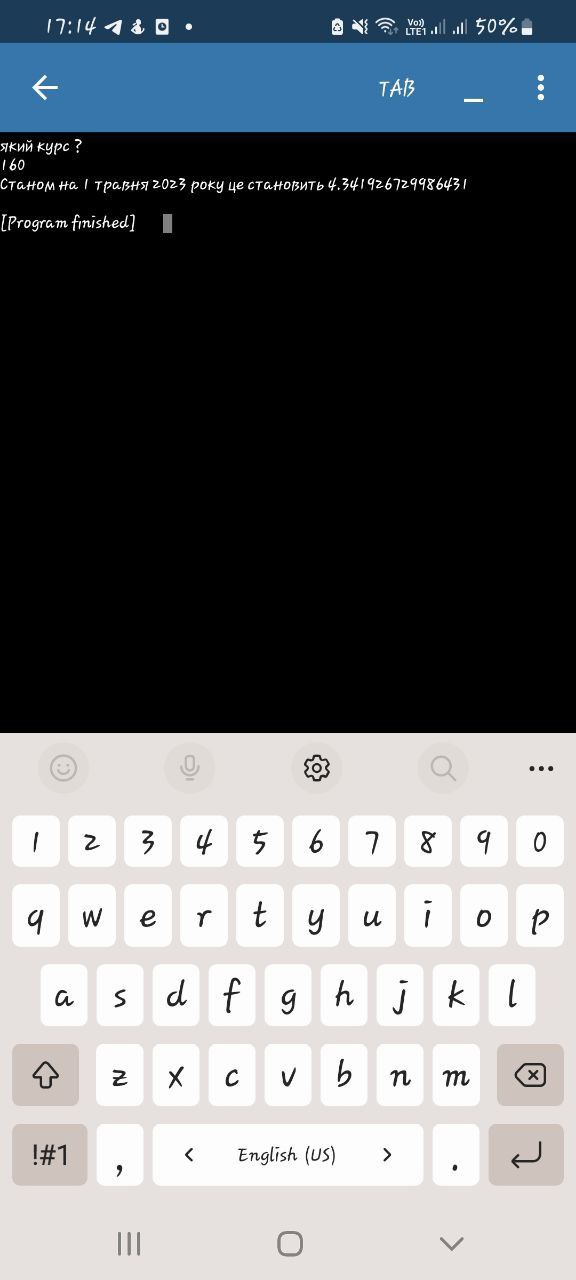 17:14 Vo)) LTE1 50%
TAB _
який курс ?
160
Станом на 1 травня 2023 року це становить 4.341926729986431
[Program finished]
1 2 3 4 5 6 7 8 9 0
q w e r t y u i o p
a s d f g h j k l
z x c v b n m
!#1 , < English (US) > .